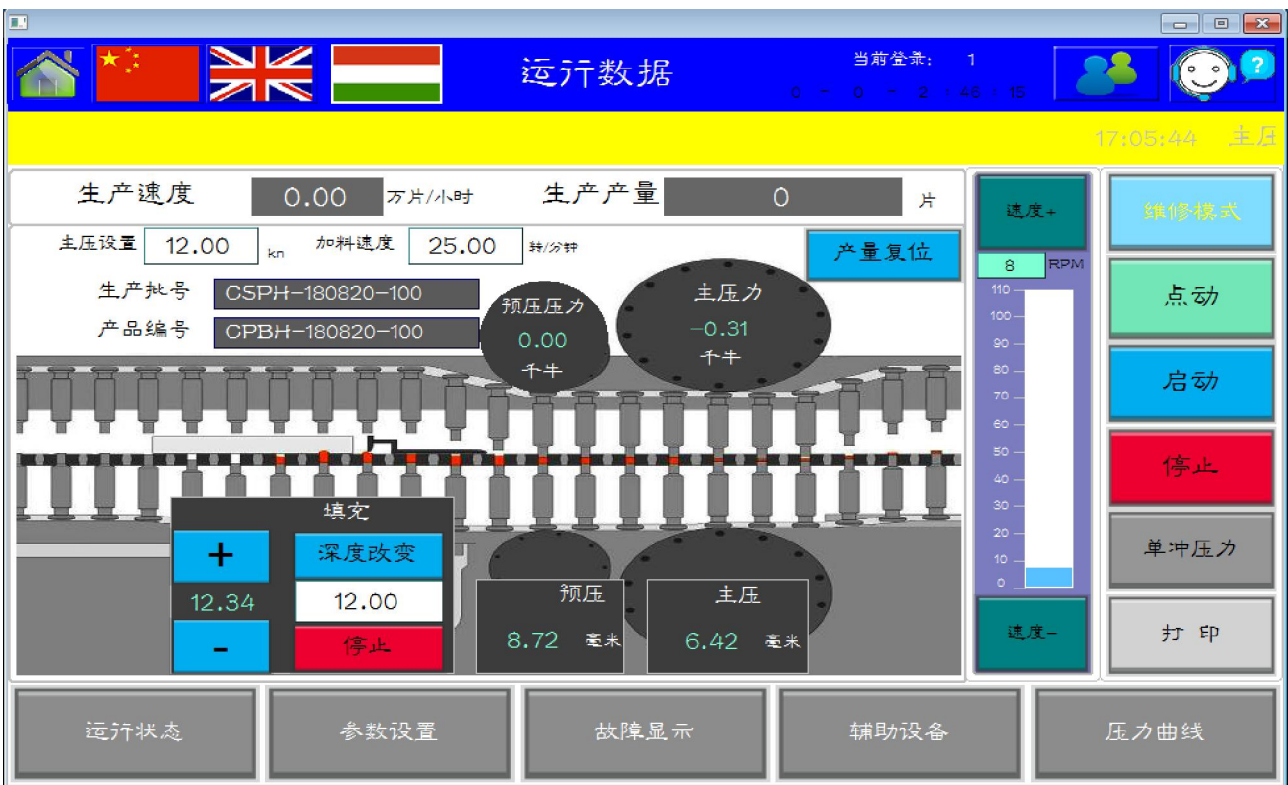 运行数据
当前登录: 1
0 - 0 - 2 : 46 : 15
?
17:05:44 主压
生产速度 0.00 万片/小时 生产产量 0 片
主压设置 12.00 kn 加料速度 25.00 转/分钟
产量复位
生产批号 CSPH-180820-100
产品编号 CPBH-180820-100
预压压力
0.00
千牛
主压力
-0.31
千牛
填充
+ 深度改变
12.34 12.00
- 停止
预压
8.72 毫米
主压
6.42 毫米
速度+
8 RPM
110
100
90
80
70
60
50
40
30
20
10
0
速度-
维修模式
点动
启动
停止
单冲压力
打 印
运行状态 参数设置 故障显示 辅助设备 压力曲线